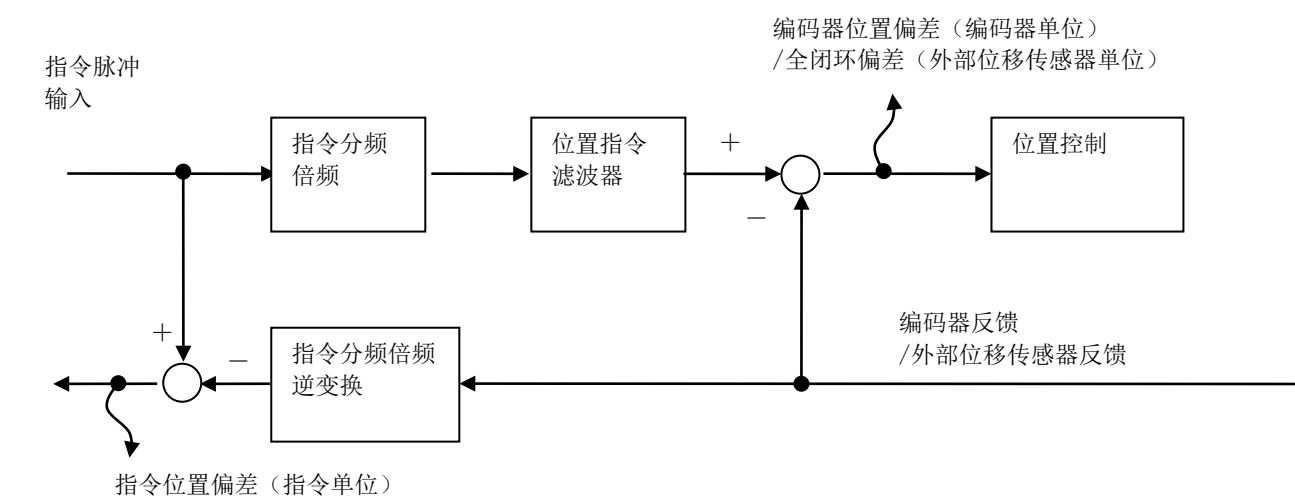 编码器位置偏差（编码器单位）
/全闭环偏差（外部位移传感器単位）
指令脉冲
输入
指令分频
倍频
位置指令
滤波器
＋
－
位置控制
编码器反馈
/外部位移传感器反馈
＋
－
指令分频倍频
逆变换
指令位置偏差（指令单位）